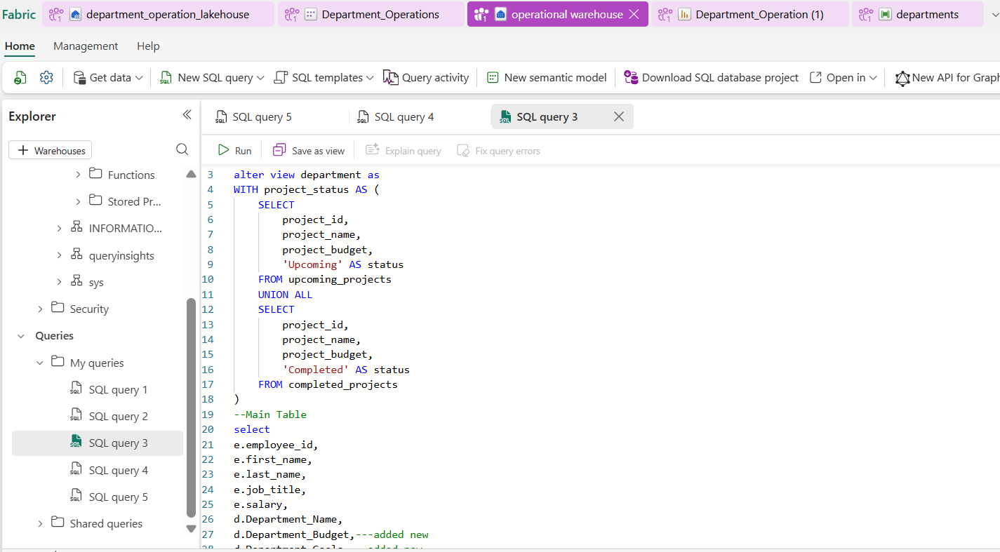 Fabric
department_operation_lakehouse
Department_Operations
operational warehouse
Department_Operation (1)
departments
Home Management Help
Get data New SQL query SQL templates Query activity New semantic model Download SQL database project Open in New API for Graph
Explorer
SQL query 5
SQL query 4
SQL query 3
+ Warehouses
Run Save as view Explain query Fix query errors
Functions
Stored Pr...
INFORMATIO...
queryinsights
sys
Security
Queries
My queries
SQL query 1
SQL query 2
SQL query 3
SQL query 4
SQL query 5
Shared queries
3 alter view department as
4 WITH project_status AS (
5 SELECT
6 project_id,
7 project_name,
8 project_budget,
9 'Upcoming' AS status
10 FROM upcoming_projects
11 UNION ALL
12 SELECT
13 project_id,
14 project_name,
15 project_budget,
16 'Completed' AS status
17 FROM completed_projects
18 )
19 --Main Table
20 select
21 e.employee_id,
22 e.first_name,
23 e.last_name,
24 e.job_title,
25 e.salary,
26 d.Department_Name,
27 d.Department_Budget,---added new